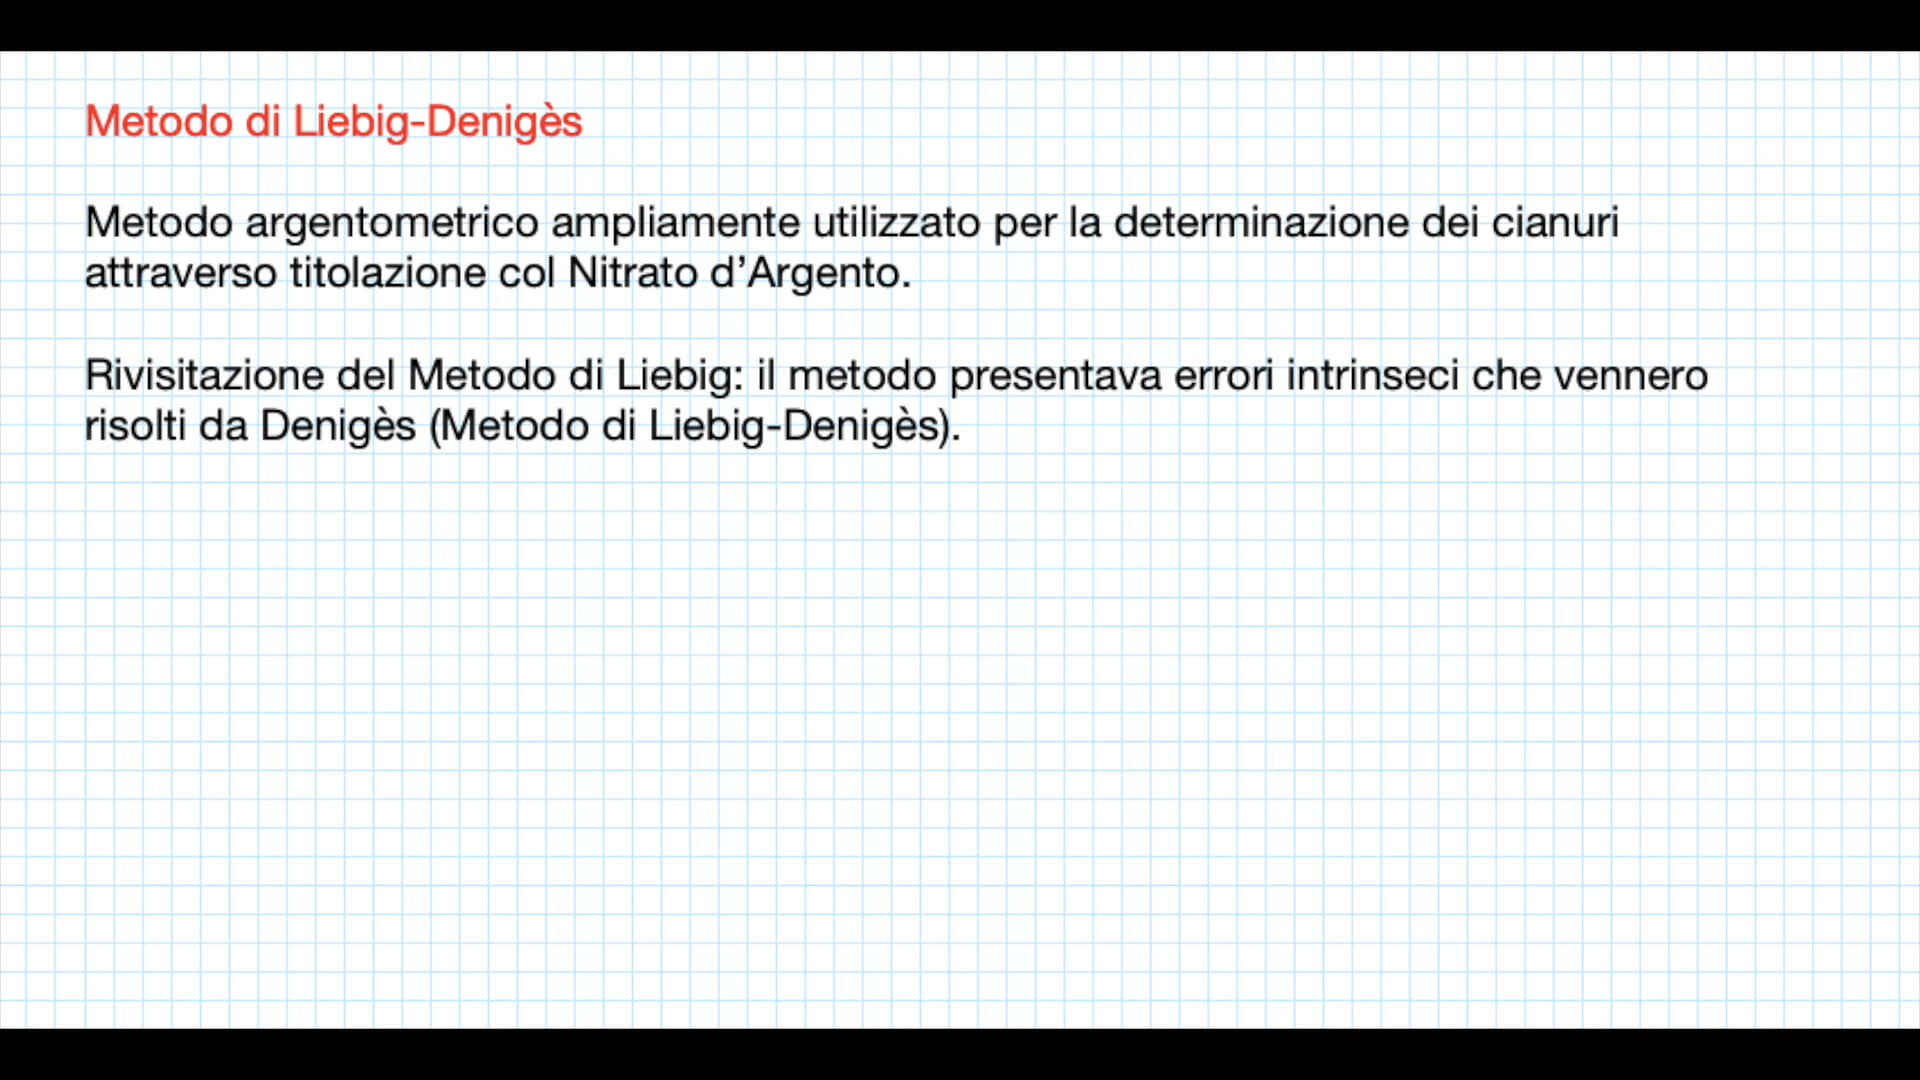 Metodo di Liebig-Denigès
Metodo argentometrico ampliamente utilizzato per la determinazione dei cianuri
attraverso titolazione col Nitrato d’Argento.
Rivisitazione del Metodo di Liebig: il metodo presentava errori intrinseci che vennero
risolti da Denigès (Metodo di Liebig-Denigès).